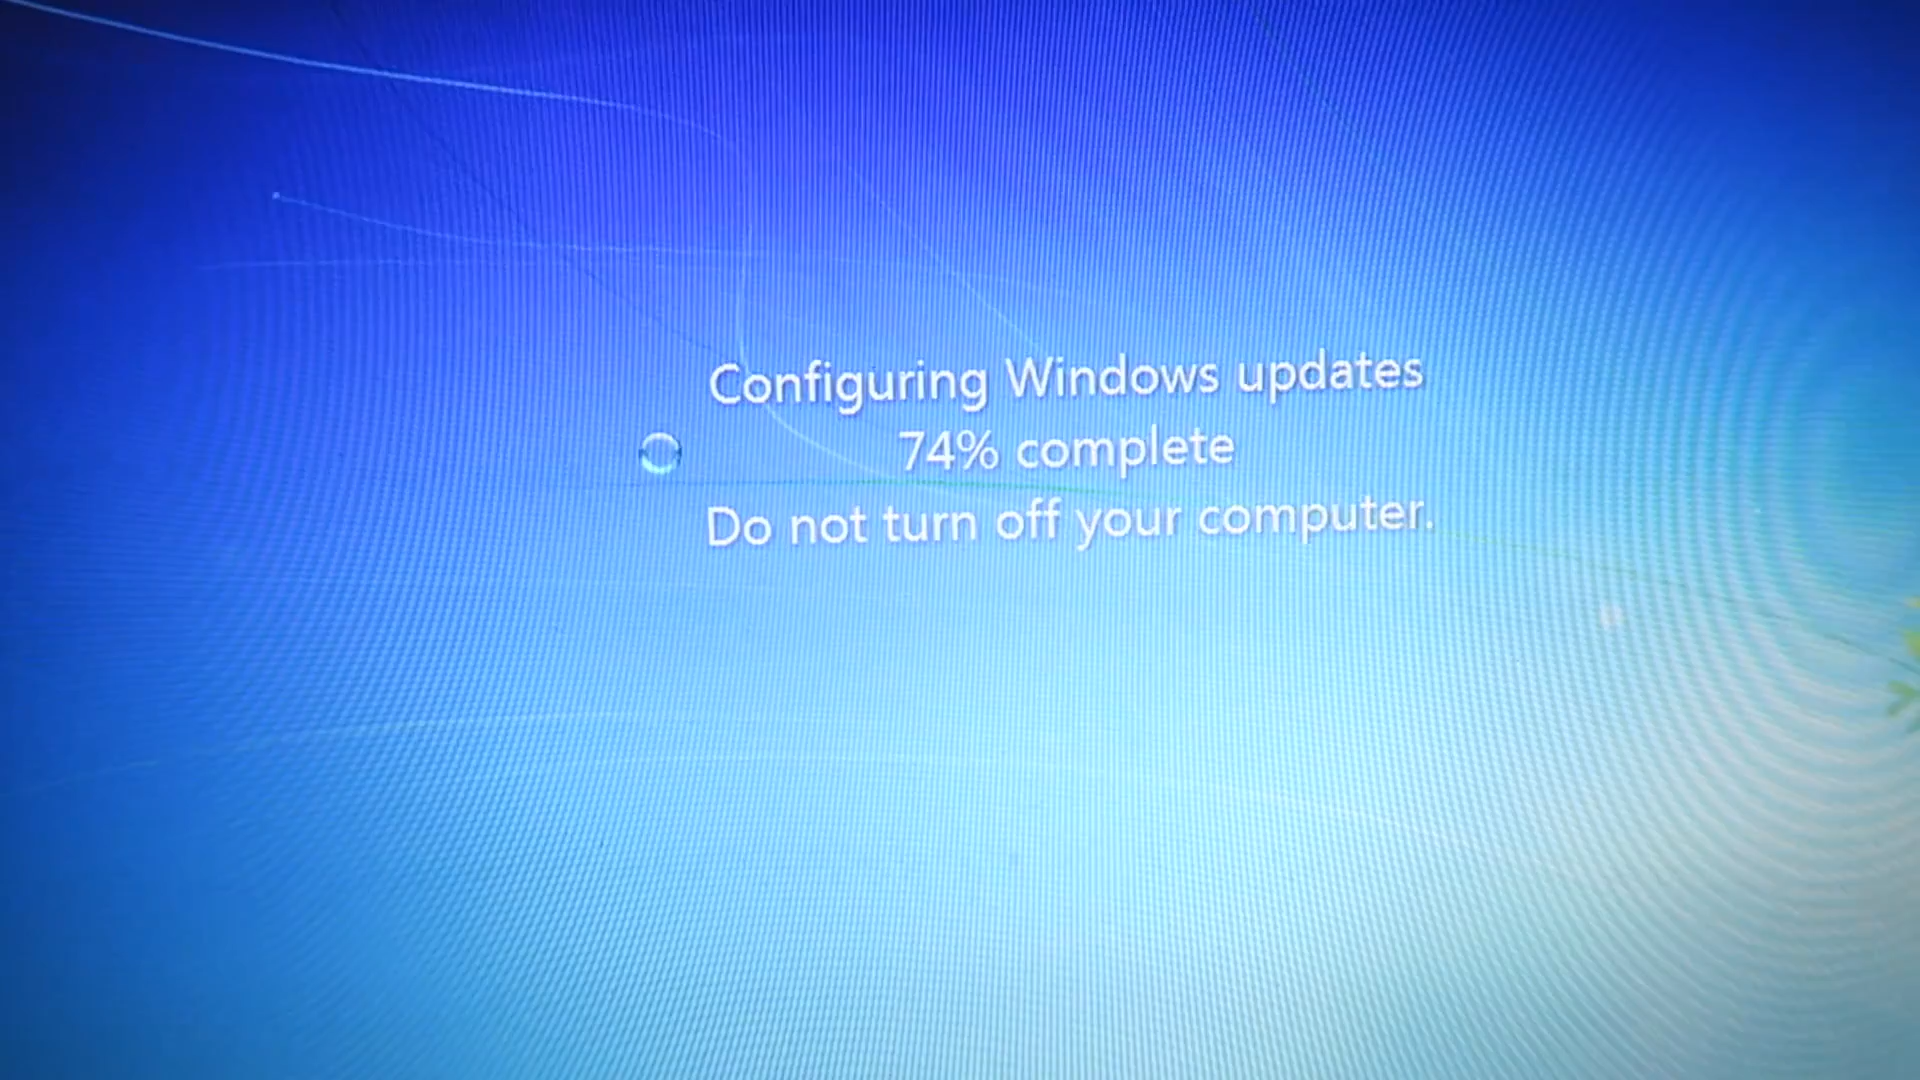 Configuring Windows updates
74% complete
Do not turn off your computer.